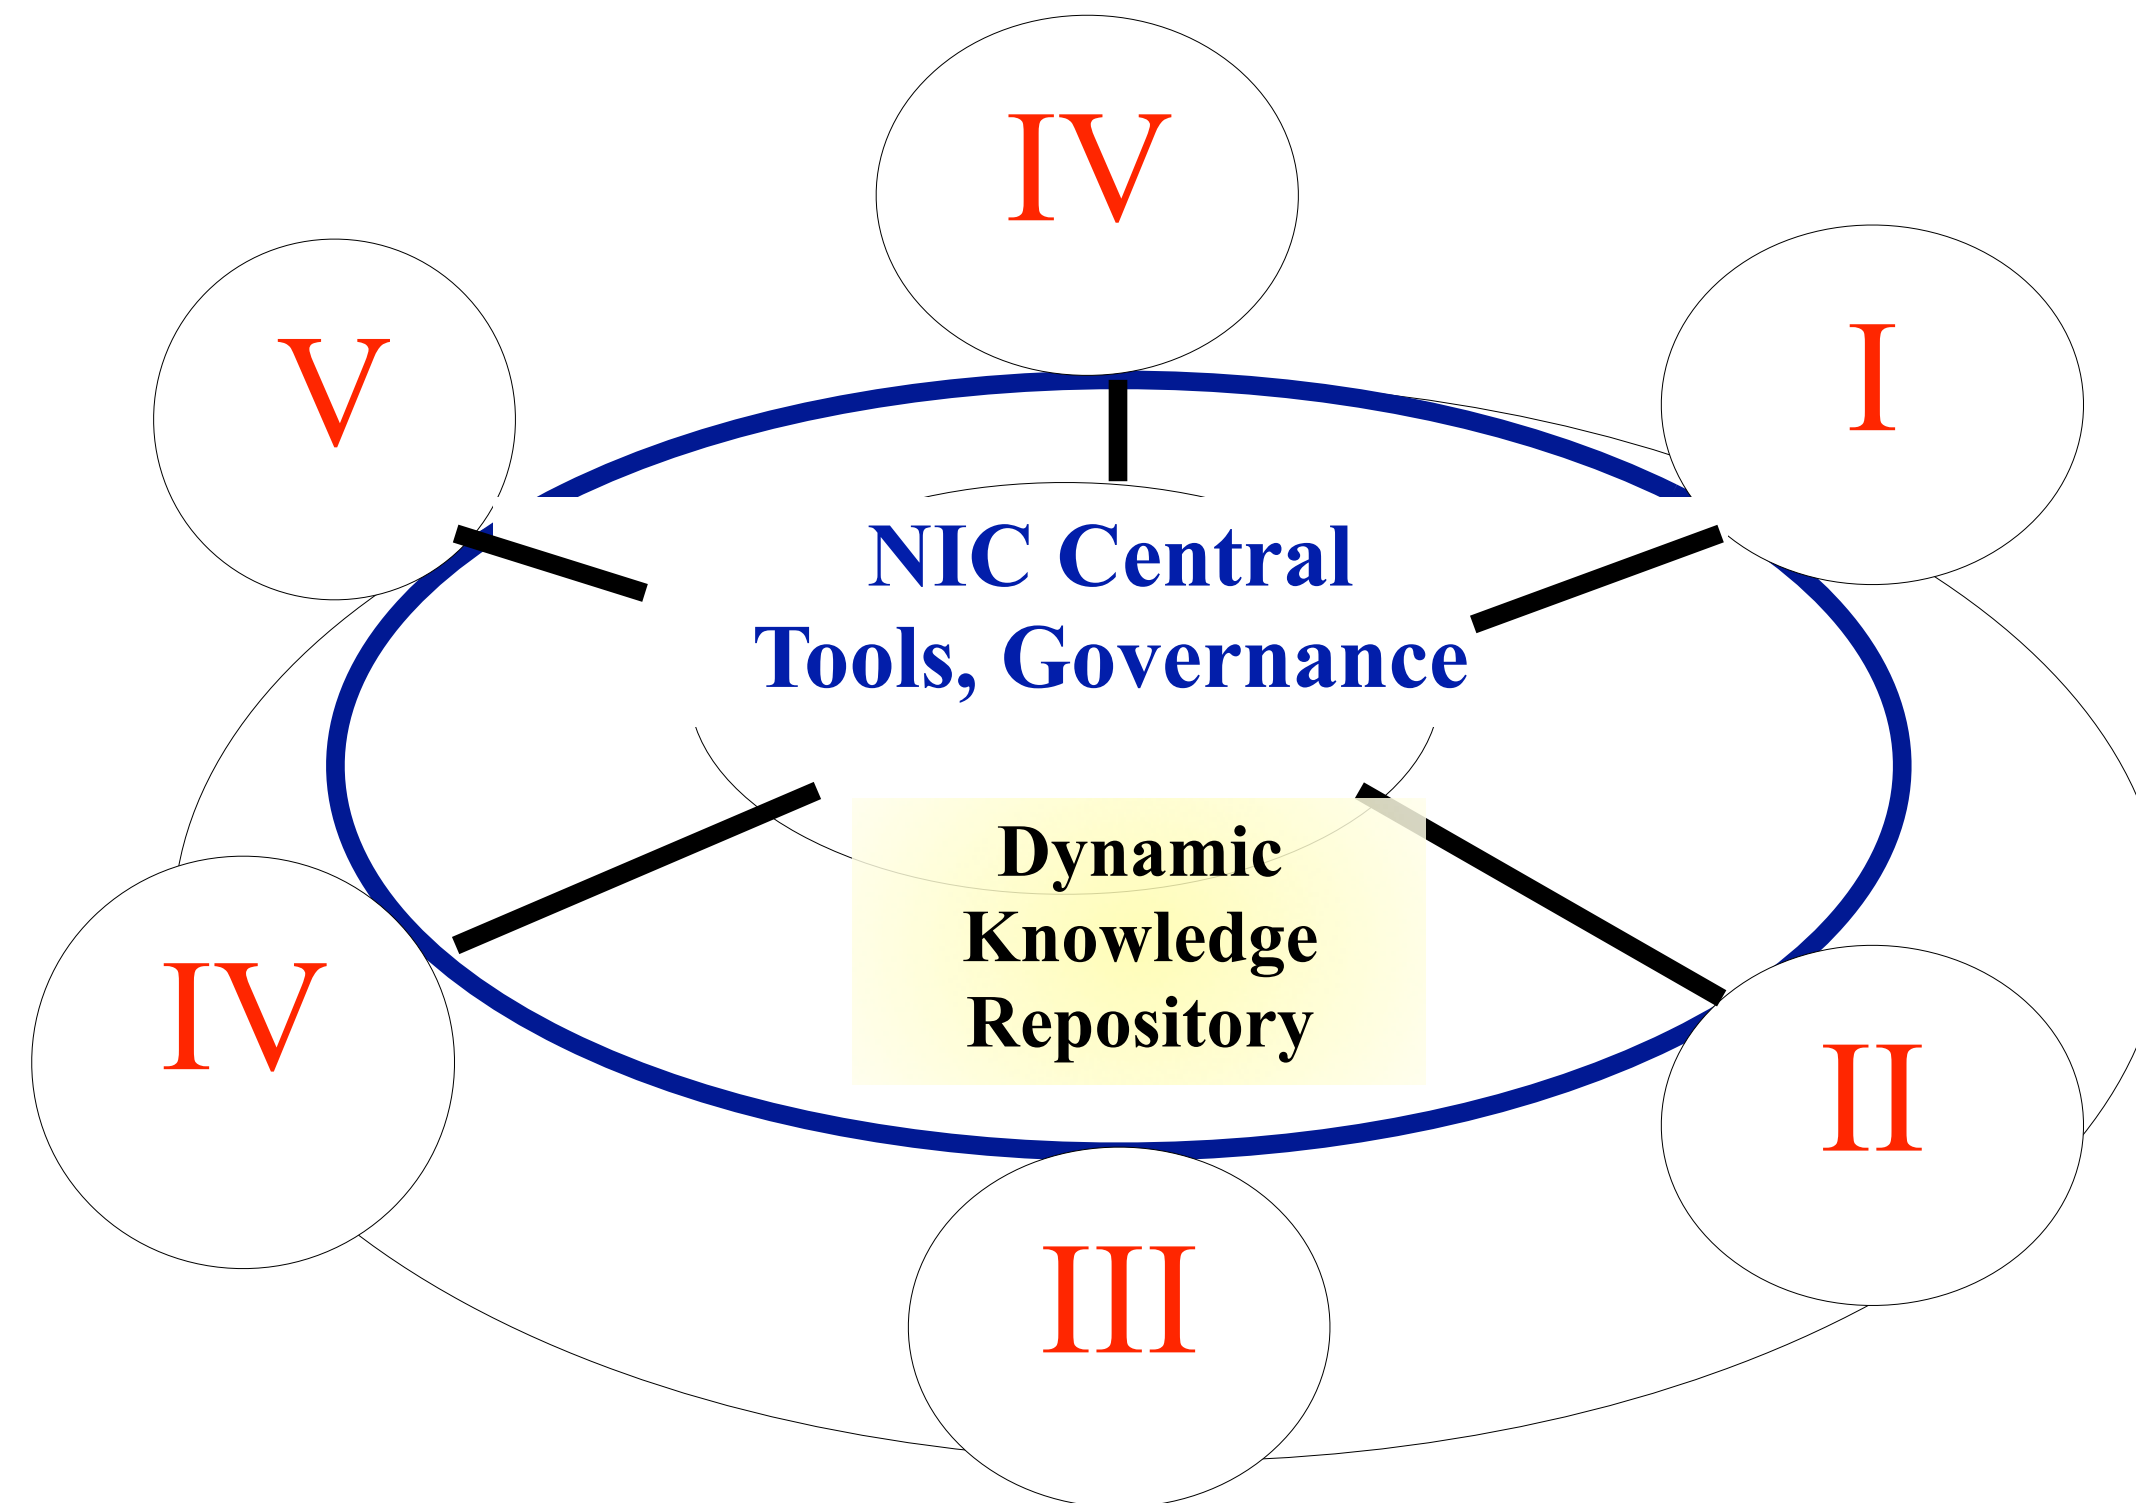 IV
V
I
NIC Central
Tools, Governance
Dynamic
Knowledge
Repository
IV
II
III